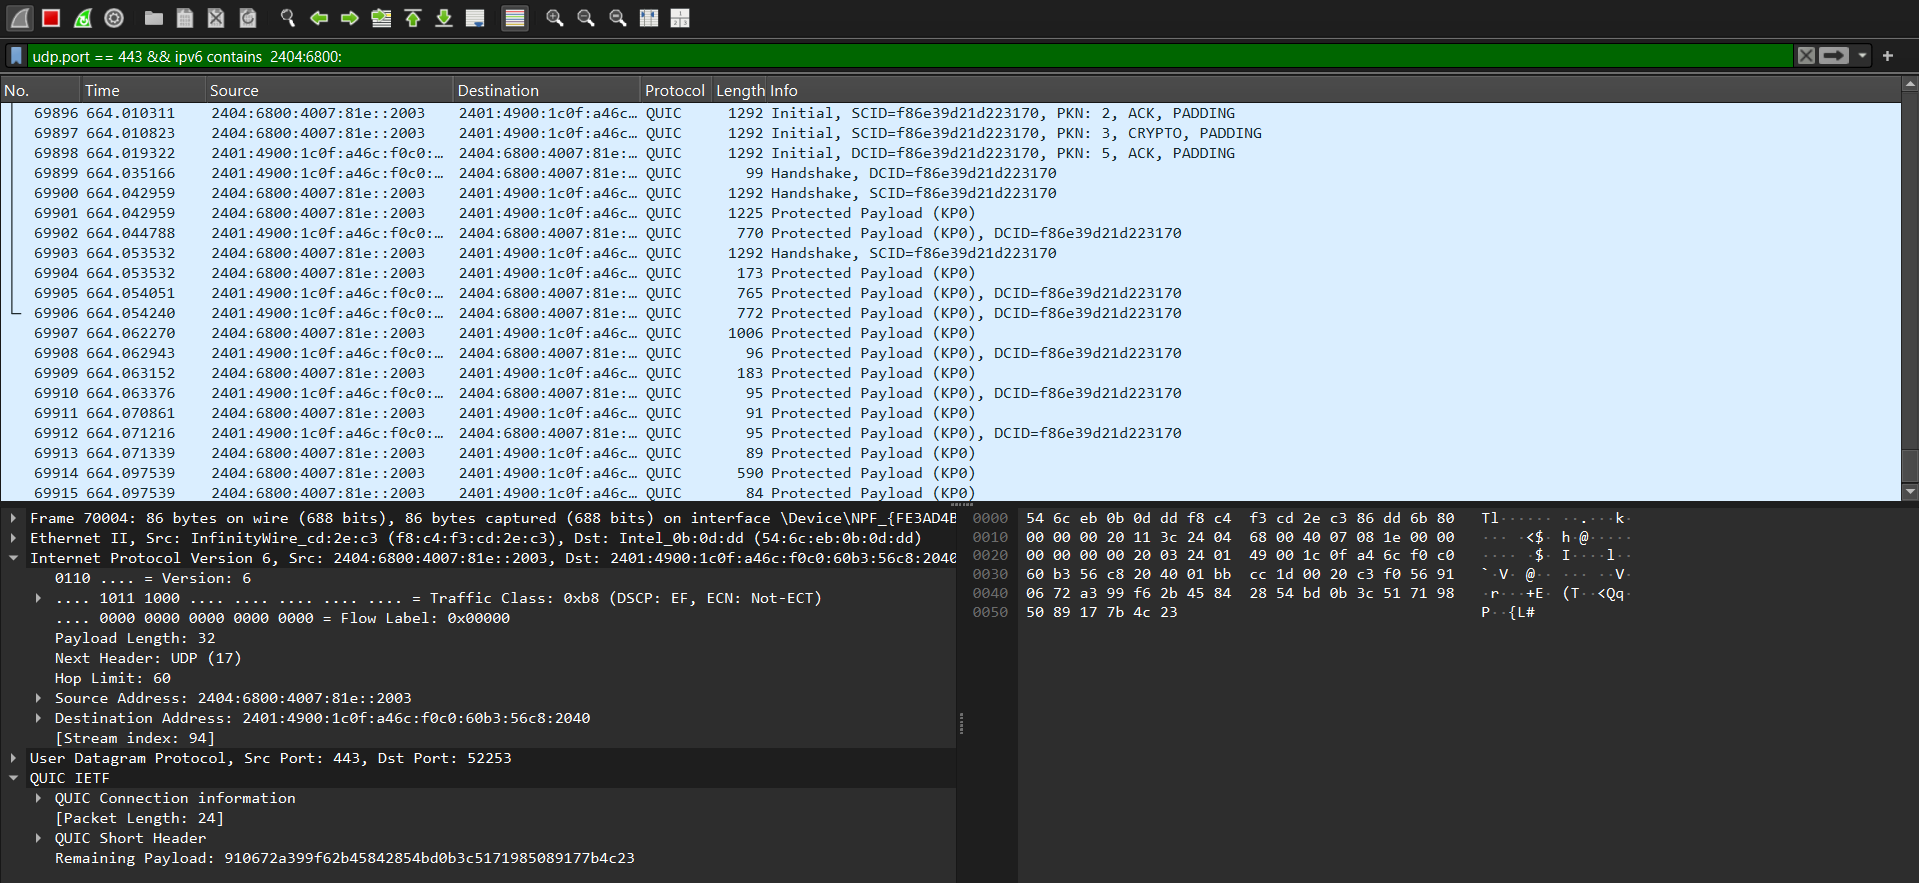 udp.port == 443 && ipv6 contains  2404:6800:
No. Time Source Destination Protocol Length Info
69896 664.010311 2404:6800:4007:81e::2003 2401:4900:1c0f:a46c… QUIC 1292 Initial, SCID=f86e39d21d223170, PKN: 2, ACK, PADDING
69897 664.010823 2404:6800:4007:81e::2003 2401:4900:1c0f:a46c… QUIC 1292 Initial, SCID=f86e39d21d223170, PKN: 3, CRYPTO, PADDING
69898 664.019322 2401:4900:1c0f:a46c:f0c0:… 2404:6800:4007:81e:… QUIC 1292 Initial, DCID=f86e39d21d223170, PKN: 5, ACK, PADDING
69899 664.035166 2401:4900:1c0f:a46c:f0c0:… 2404:6800:4007:81e:… QUIC 99 Handshake, DCID=f86e39d21d223170
69900 664.042959 2404:6800:4007:81e::2003 2401:4900:1c0f:a46c… QUIC 1292 Handshake, SCID=f86e39d21d223170
69901 664.042959 2404:6800:4007:81e::2003 2401:4900:1c0f:a46c… QUIC 1225 Protected Payload (KP0)
69902 664.044788 2401:4900:1c0f:a46c:f0c0:… 2404:6800:4007:81e:… QUIC 770 Protected Payload (KP0), DCID=f86e39d21d223170
69903 664.053532 2404:6800:4007:81e::2003 2401:4900:1c0f:a46c… QUIC 1292 Handshake, SCID=f86e39d21d223170
69904 664.053532 2404:6800:4007:81e::2003 2401:4900:1c0f:a46c… QUIC 173 Protected Payload (KP0)
69905 664.054051 2401:4900:1c0f:a46c:f0c0:… 2404:6800:4007:81e:… QUIC 765 Protected Payload (KP0), DCID=f86e39d21d223170
69906 664.054240 2401:4900:1c0f:a46c:f0c0:… 2404:6800:4007:81e:… QUIC 772 Protected Payload (KP0), DCID=f86e39d21d223170
69907 664.062270 2404:6800:4007:81e::2003 2401:4900:1c0f:a46c… QUIC 1006 Protected Payload (KP0)
69908 664.062943 2401:4900:1c0f:a46c:f0c0:… 2404:6800:4007:81e:… QUIC 96 Protected Payload (KP0), DCID=f86e39d21d223170
69909 664.063152 2404:6800:4007:81e::2003 2401:4900:1c0f:a46c… QUIC 183 Protected Payload (KP0)
69910 664.063376 2401:4900:1c0f:a46c:f0c0:… 2404:6800:4007:81e:… QUIC 95 Protected Payload (KP0), DCID=f86e39d21d223170
69911 664.070861 2404:6800:4007:81e::2003 2401:4900:1c0f:a46c… QUIC 91 Protected Payload (KP0)
69912 664.071216 2401:4900:1c0f:a46c:f0c0:… 2404:6800:4007:81e:… QUIC 95 Protected Payload (KP0), DCID=f86e39d21d223170
69913 664.071339 2404:6800:4007:81e::2003 2401:4900:1c0f:a46c… QUIC 89 Protected Payload (KP0)
69914 664.097539 2404:6800:4007:81e::2003 2401:4900:1c0f:a46c… QUIC 590 Protected Payload (KP0)
69915 664.097539 2404:6800:4007:81e::2003 2401:4900:1c0f:a46c… QUIC 84 Protected Payload (KP0)
Frame 70004: 86 bytes on wire (688 bits), 86 bytes captured (688 bits) on interface \Device\NPF_{FE3AD4B
Ethernet II, Src: InfinityWire_cd:2e:c3 (f8:c4:f3:cd:2e:c3), Dst: Intel_0b:0d:dd (54:6c:eb:0b:0d:dd)
Internet Protocol Version 6, Src: 2404:6800:4007:81e::2003, Dst: 2401:4900:1c0f:a46c:f0c0:60b3:56c8:2040
0110 .... = Version: 6
.... 1011 1000 .... .... .... .... .... = Traffic Class: 0xb8 (DSCP: EF, ECN: Not-ECT)
.... 0000 0000 0000 0000 0000 = Flow Label: 0x00000
Payload Length: 32
Next Header: UDP (17)
Hop Limit: 60
Source Address: 2404:6800:4007:81e::2003
Destination Address: 2401:4900:1c0f:a46c:f0c0:60b3:56c8:2040
[Stream index: 94]
User Datagram Protocol, Src Port: 443, Dst Port: 52253
QUIC IETF
QUIC Connection information
[Packet Length: 24]
QUIC Short Header
Remaining Payload: 910672a399f62b45842854bd0b3c5171985089177b4c23
0000 54 6c eb 0b 0d dd f8 c4 f3 cd 2e c3 86 dd 6b 80 Tl······ ··.···k·
0010 00 00 00 20 11 3c 24 04 68 00 40 07 08 1e 00 00 ··· ·<$· h·@·····
0020 00 00 00 00 20 03 24 01 49 00 1c 0f a4 6c f0 c0 ···· ·$· I····l··
0030 60 b3 56 c8 20 40 01 bb cc 1d 00 20 c3 f0 56 91 `·V· @·· ··· ··V·
0040 06 72 a3 99 f6 2b 45 84 28 54 bd 0b 3c 51 71 98 ·r···+E· (T··<Qq·
0050 50 89 17 7b 4c 23 P··{L#